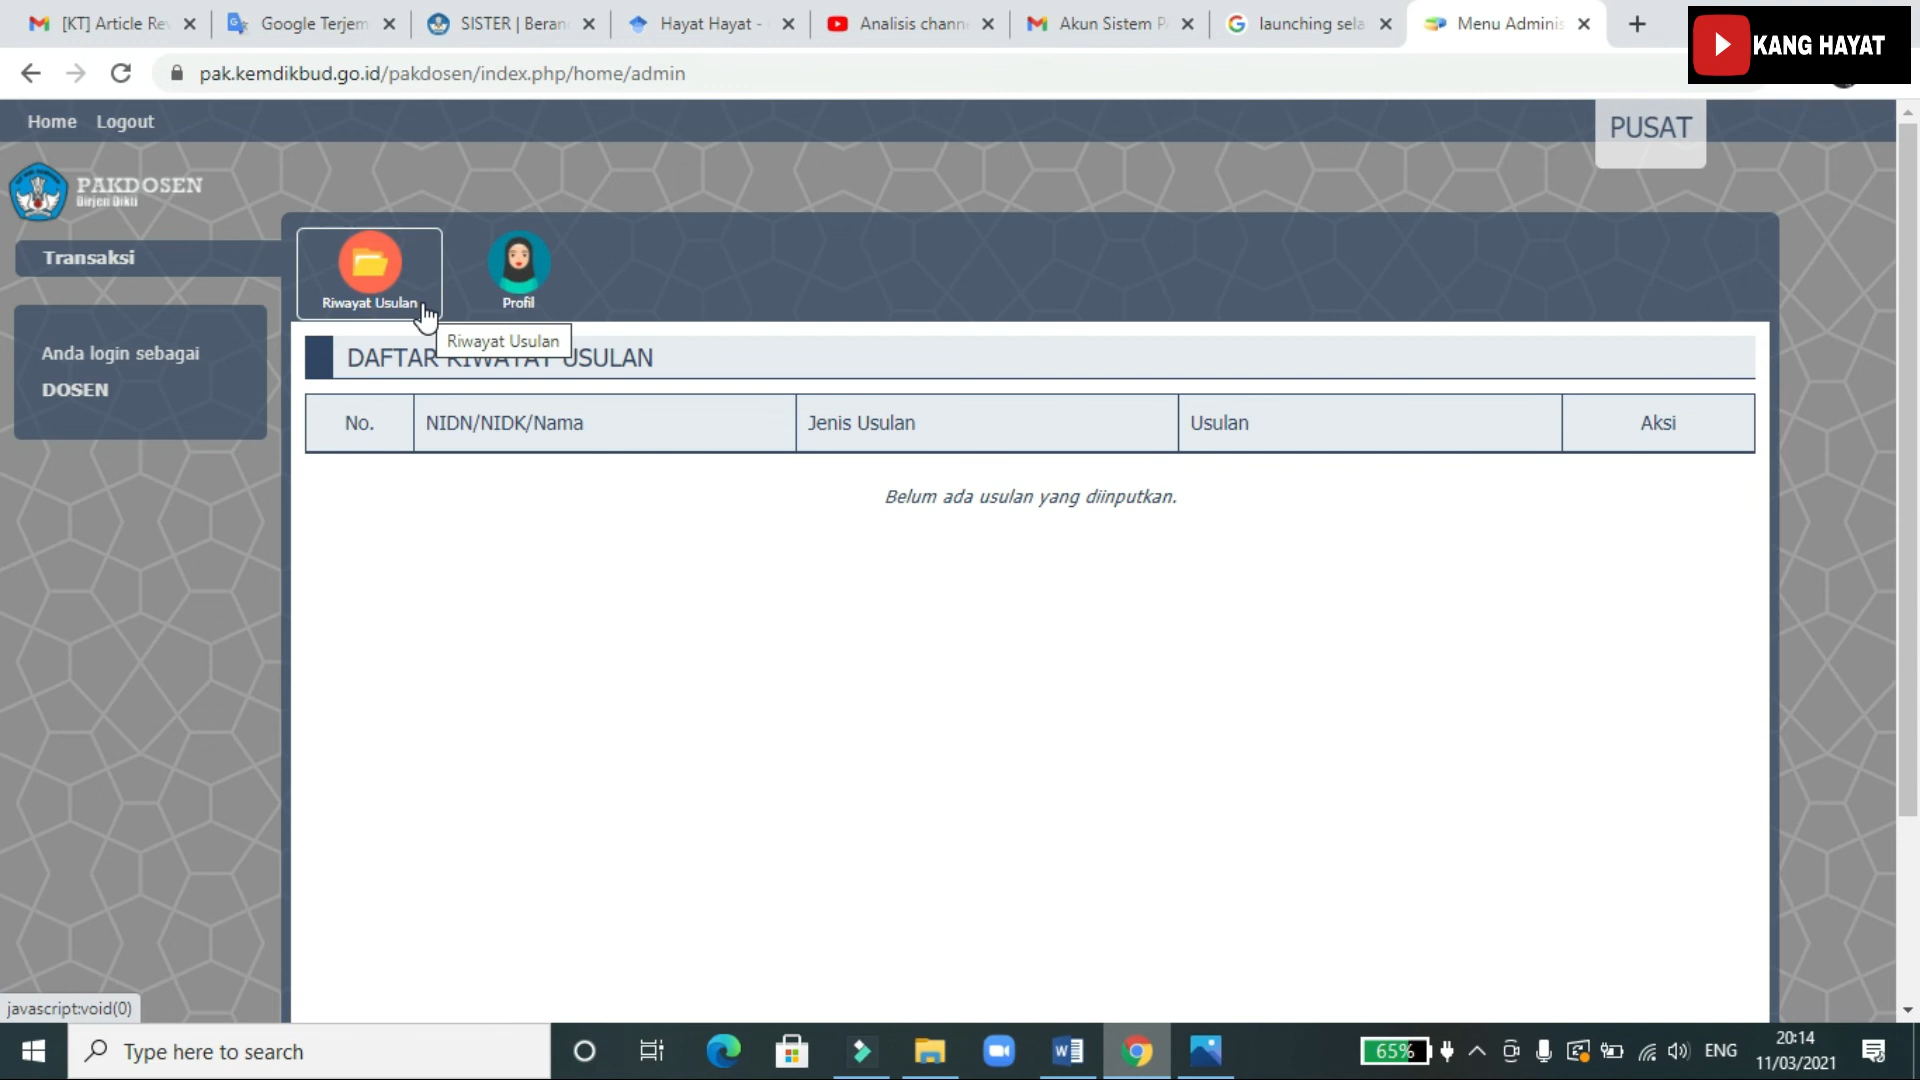 [KT] Article Re
Google Terjem
SISTER | Beran
Hayat Hayat -
Analisis chann
Akun Sistem P
launching sela
Menu Adminis
KANG HAYAT
pak.kemdikbud.go.id/pakdosen/index.php/home/admin
Home
Logout
PUSAT
PAKDOSEN
Dirjen Dikti
Transaksi
Riwayat Usulan
Profil
Riwayat Usulan
Anda login sebagai
DOSEN
DAFTAR RIWAYAT USULAN
No.
NIDN/NIDK/Nama
Jenis Usulan
Usulan
Aksi
Belum ada usulan yang diinputkan.
javascript:void(0)
Type here to search
65%
ENG
20:14
11/03/2021